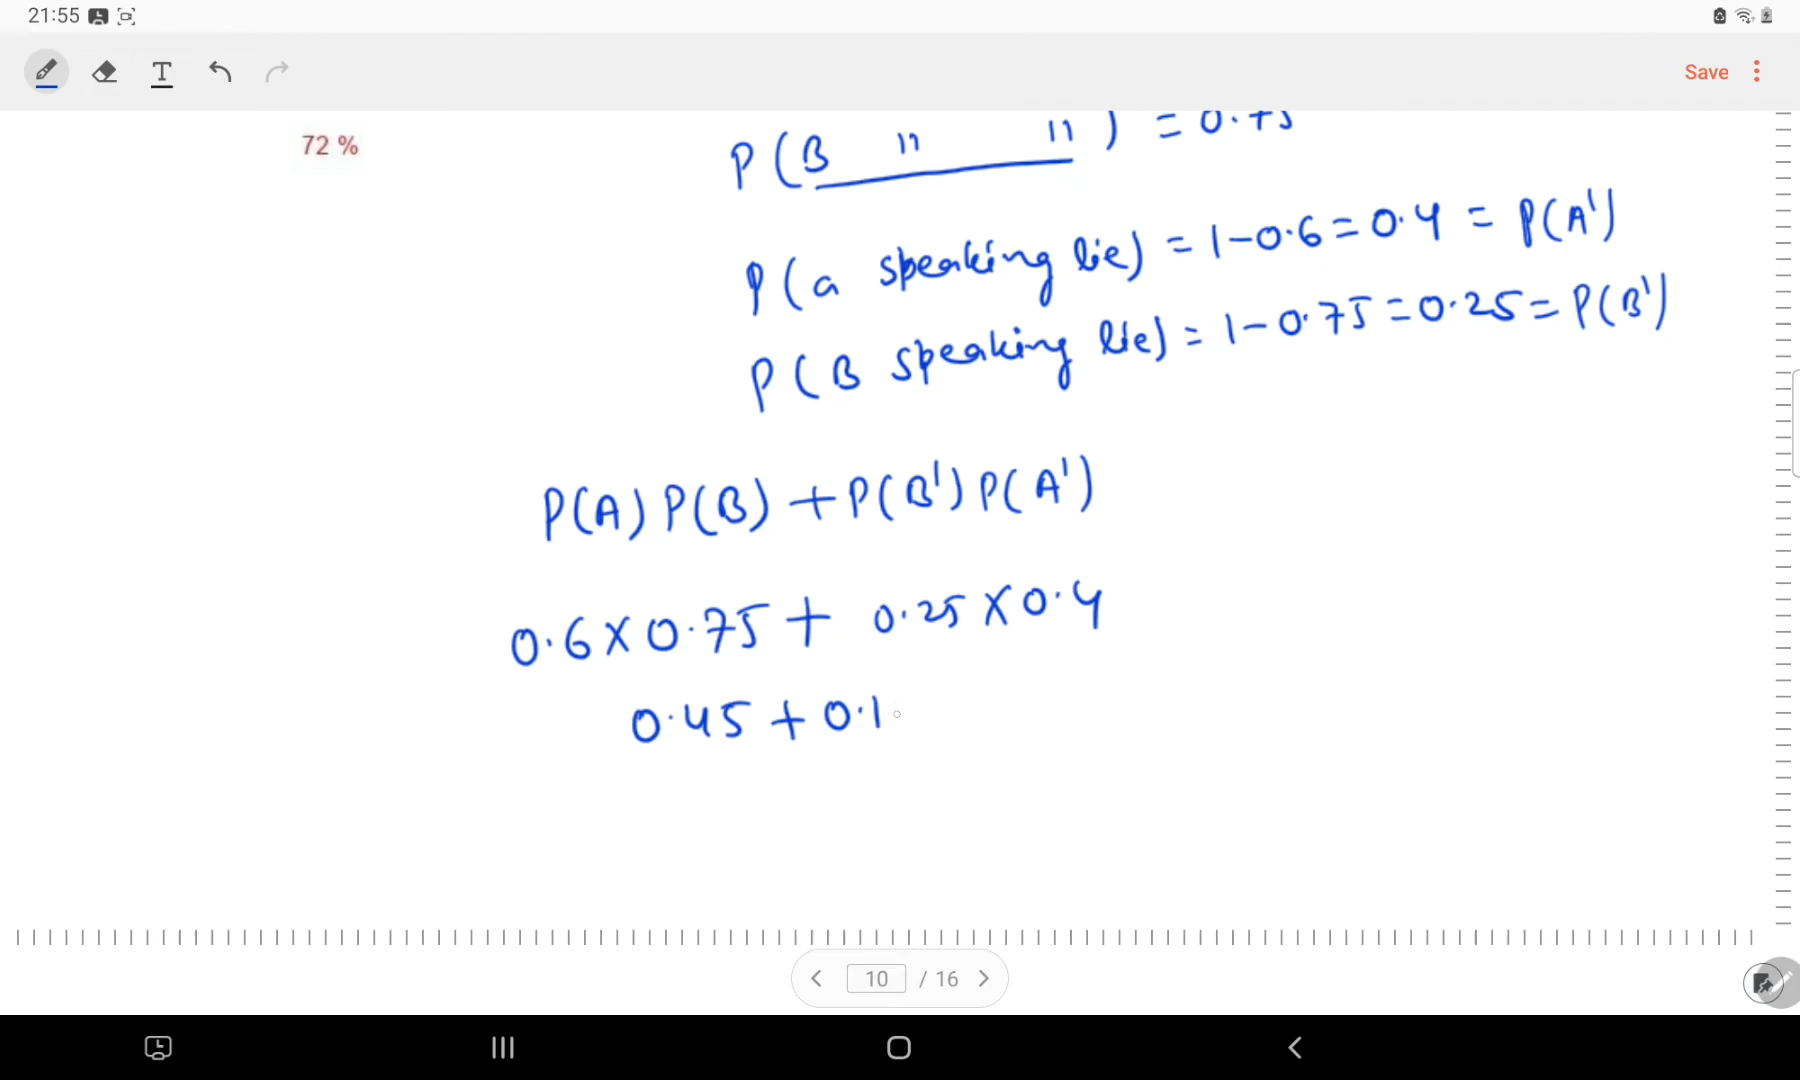 21:55
Save
72 %
P(B " " ) = 0.75
P(a speaking lie) = 1-0.6=0.4 = P(A')
P(B speaking lie) = 1-0.75=0.25=P(B')
P(A) P(B) + P(B') P(A')
0.6 x 0.75 + 0.25 x 0.4
0.45 + 0.1
10 / 16